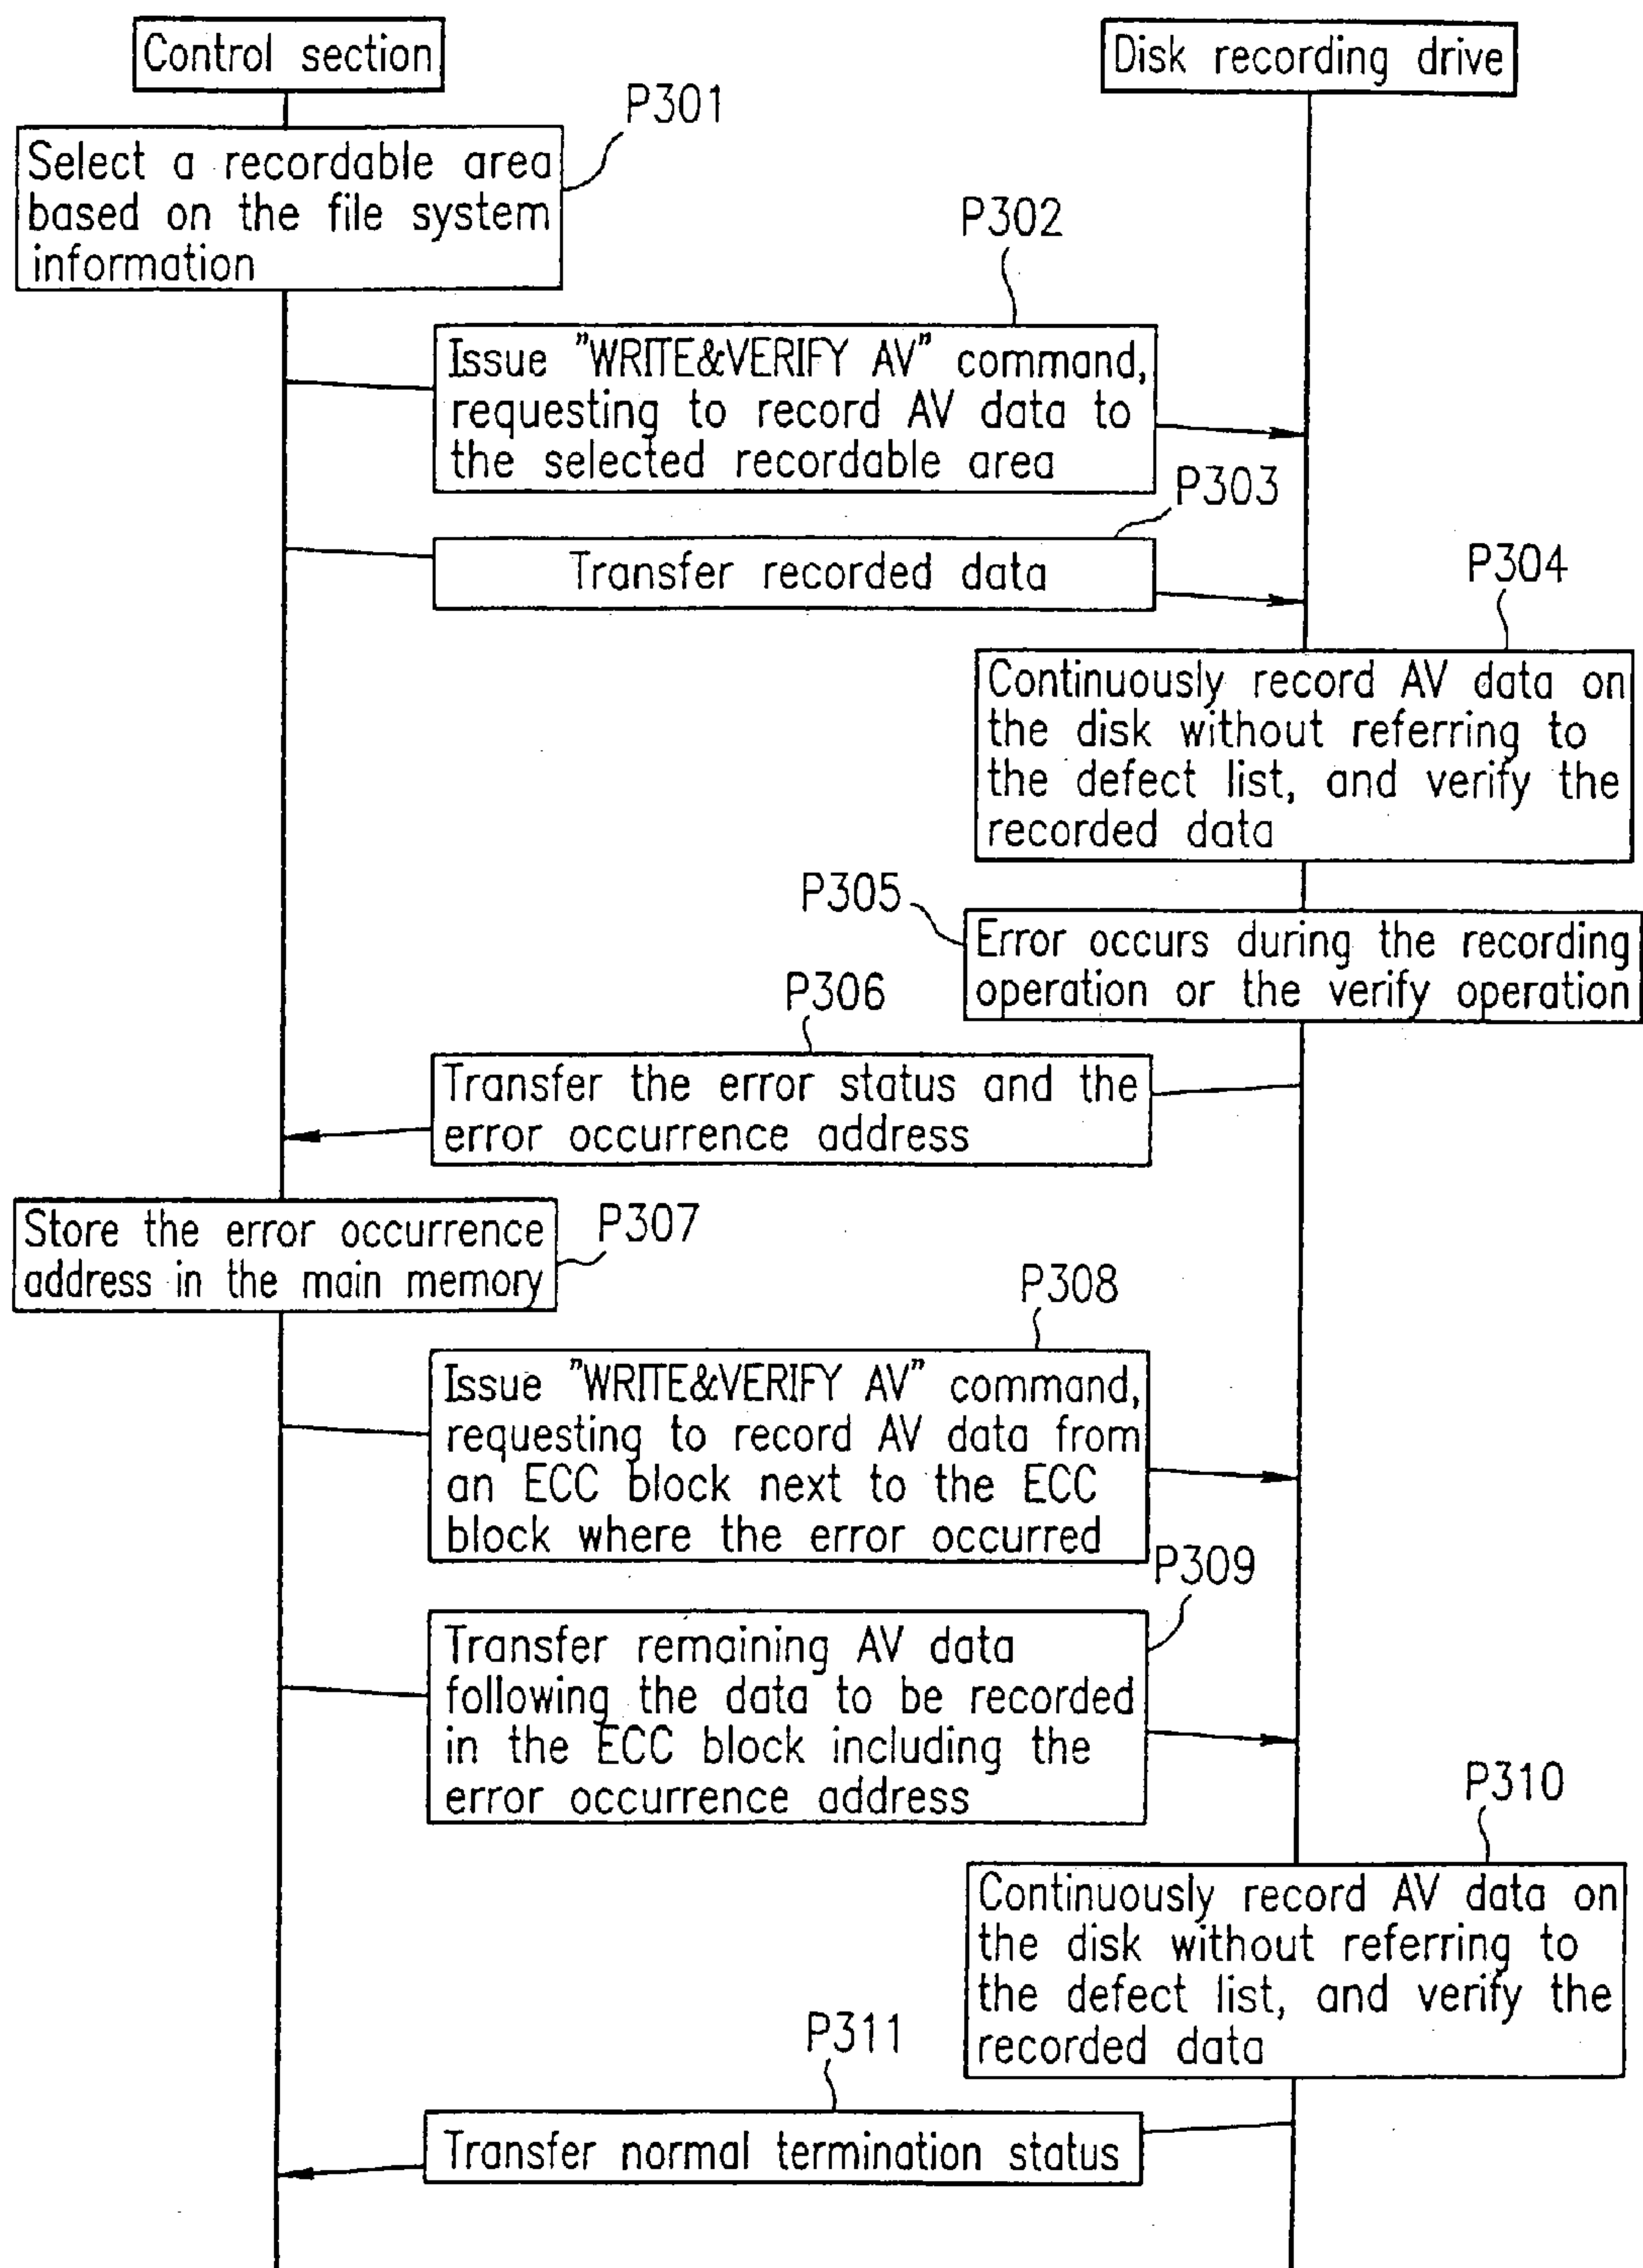 Control section
Disk recording drive
P301
Select a recordable area
based on the file system
information
P302
Issue "WRITE&VERIFY AV" command,
requesting to record AV data to
the selected recordable area
P303
Transfer recorded data
P304
Continuously record AV data on
the disk without referring to
the defect list, and verify the
recorded data
P305
Error occurs during the recording
operation or the verify operation
P306
Transfer the error status and the
error occurrence address
P307
Store the error occurrence
address in the main memory
P308
Issue "WRITE&VERIFY AV" command,
requesting to record AV data from
an ECC block next to the ECC
block where the error occurred
P309
Transfer remaining AV data
following the data to be recorded
in the ECC block including the
error occurrence address
P310
Continuously record AV data on
the disk without referring to
the defect list, and verify the
recorded data
P311
Transfer normal termination status